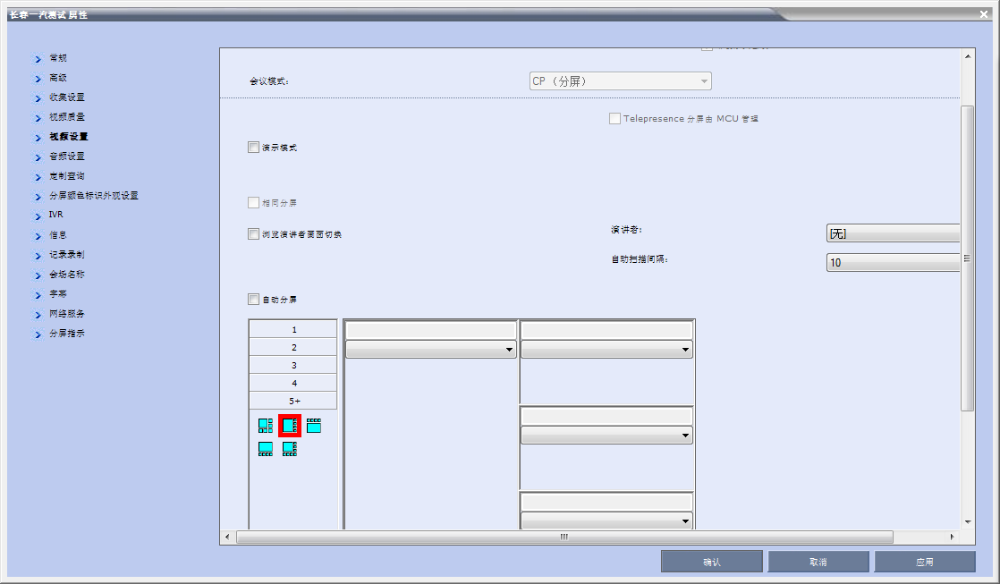 长春一汽测试 属性
常规
高级
收集设置
视频质量
视频设置
音频设置
定制查询
分屏颜色标识外观设置
IVR
信息
记录录制
会场名称
字幕
网络服务
分屏指示
会议模式:
CP （分屏）
Telepresence 分屏由 MCU 管理
演示模式
相同分屏
浏览演讲者画面切换
演讲者:
[无]
自动扫描间隔:
10
自动分屏
1
2
3
4
5+
确认
取消
应用